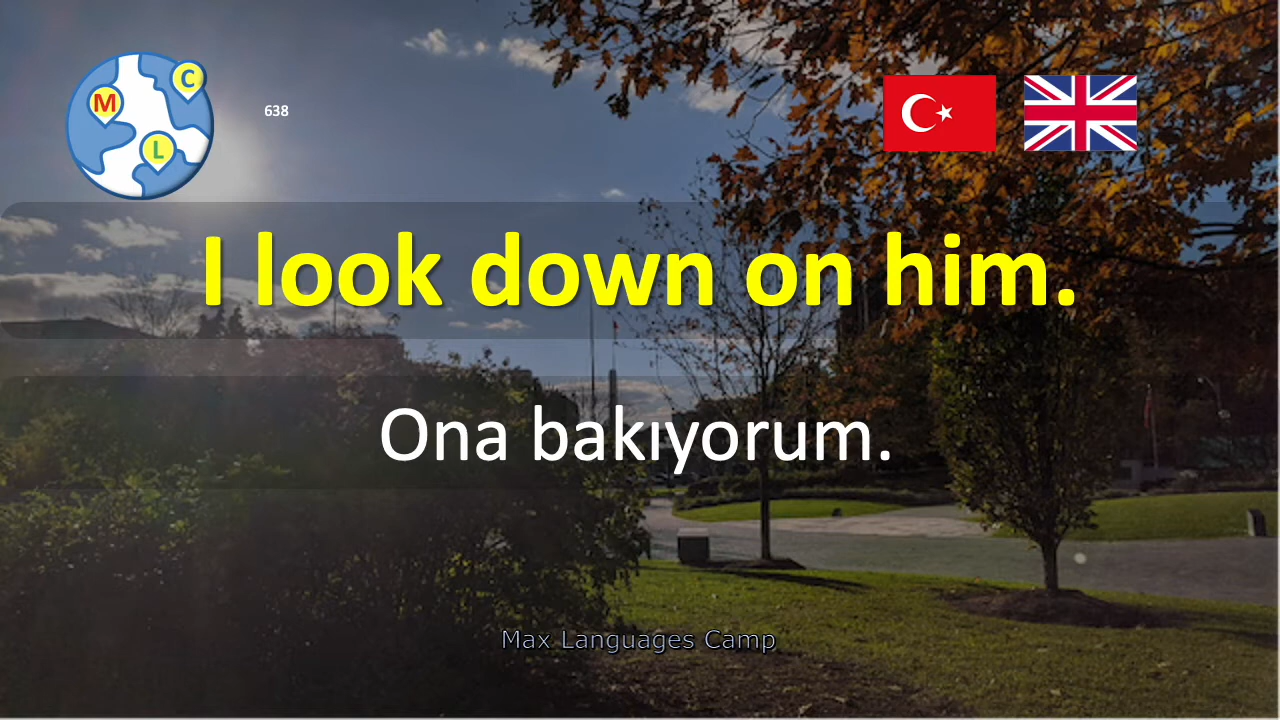 M
C
L
638
I look down on him.
Ona bakıyorum.
Max Languages Camp